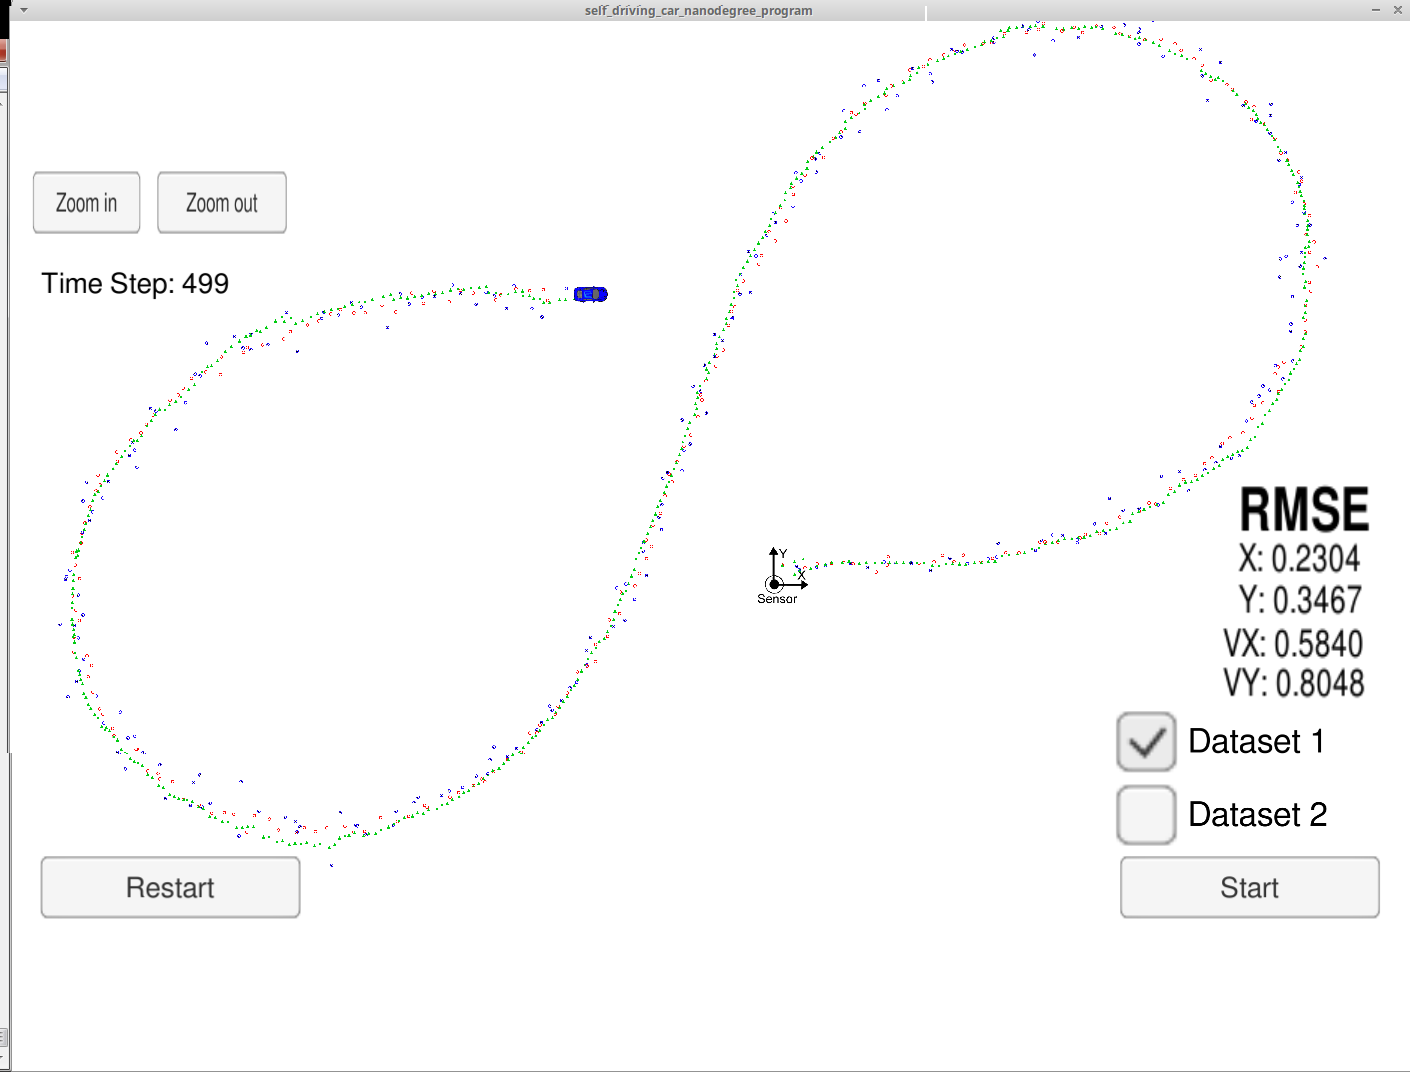 self_driving_car_nanodegree_program
Zoom in
Zoom out
Time Step: 499
Y
X
Sensor
RMSE
X: 0.2304
Y: 0.3467
VX: 0.5840
VY: 0.8048
Dataset 1
Dataset 2
Restart
Start